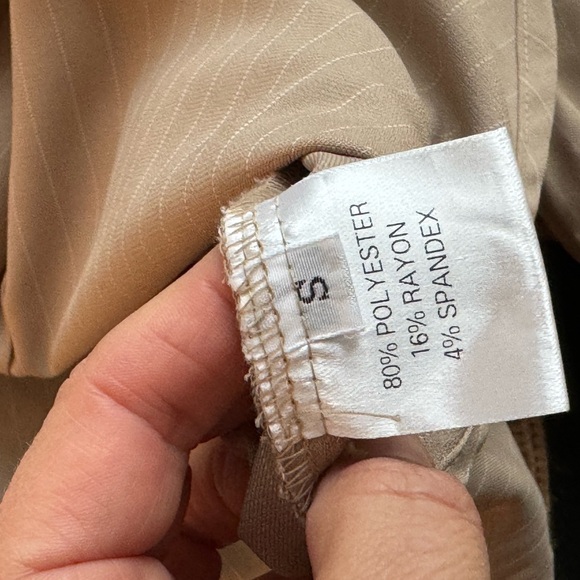 S
80% POLYESTER
16% RAYON
4% SPANDEX